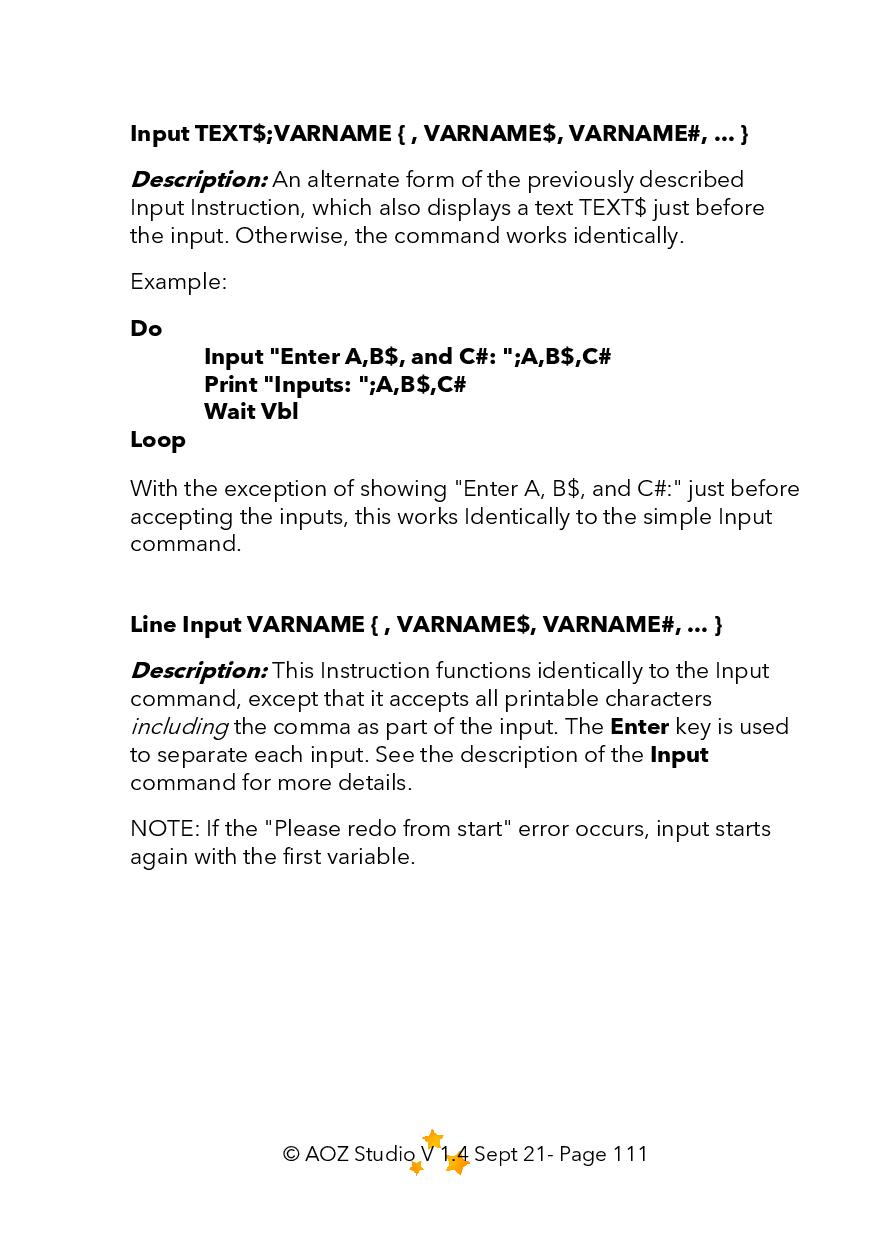 Input TEXT$;VARNAME { , VARNAME$, VARNAME#, ... }
Description: An alternate form of the previously described
Input Instruction, which also displays a text TEXT$ just before
the input. Otherwise, the command works identically.
Example:
Do
Input "Enter A,B$, and C#: ";A,B$,C#
Print "Inputs: ";A,B$,C#
Wait Vbl
Loop
With the exception of showing "Enter A, B$, and C#:" just before
accepting the inputs, this works Identically to the simple Input
command.
Line Input VARNAME { , VARNAME$, VARNAME#, ... }
Description: This Instruction functions identically to the Input
command, except that it accepts all printable characters
including the comma as part of the input. The Enter key is used
to separate each input. See the description of the Input
command for more details.
NOTE: If the "Please redo from start" error occurs, input starts
again with the first variable.
© AOZ Studio V 1.4 Sept 21- Page 111